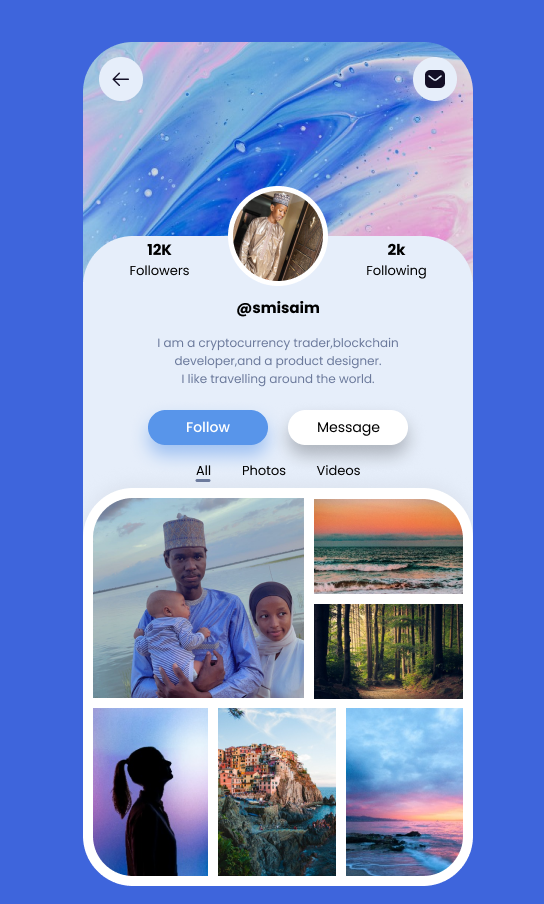 12K
Followers
2k
Following
@smisaim
I am a cryptocurrency trader,blockchain
developer,and a product designer.
I like travelling around the world.
Follow
Message
All Photos Videos